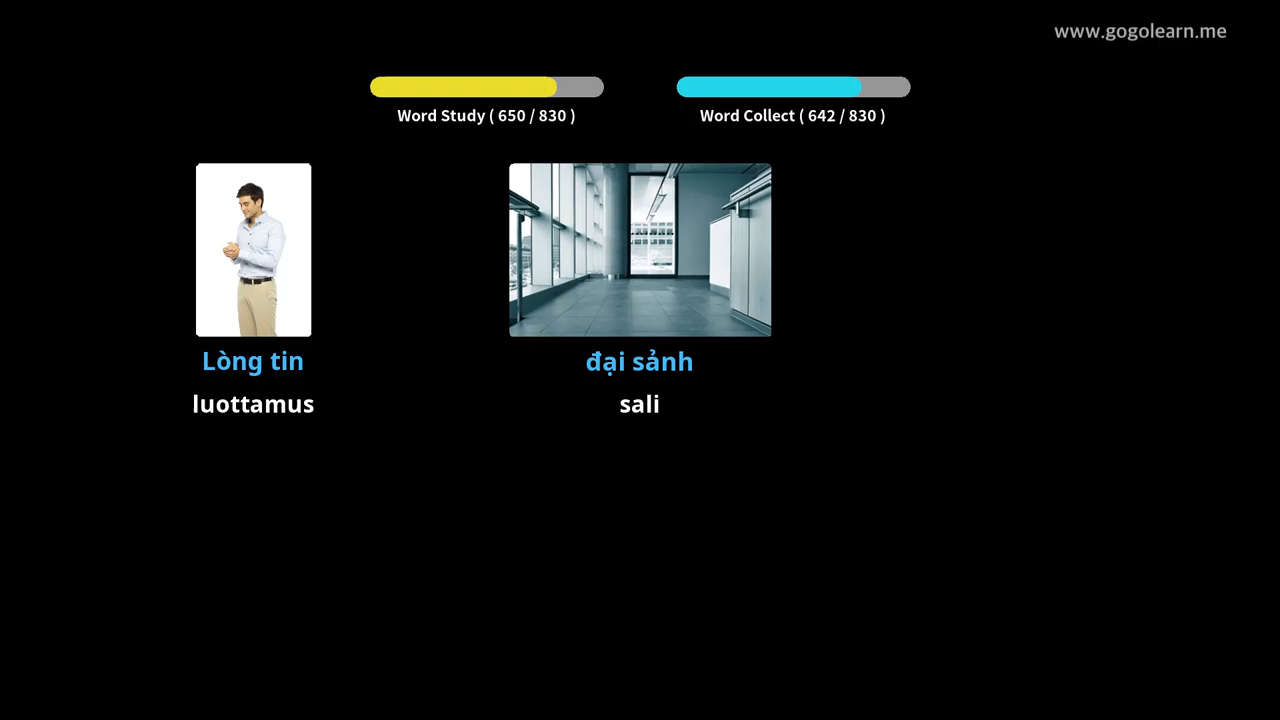 www.gogolearn.me
Word Study ( 650 / 830 )
Word Collect ( 642 / 830 )
Lòng tin
đại sảnh
luottamus
sali